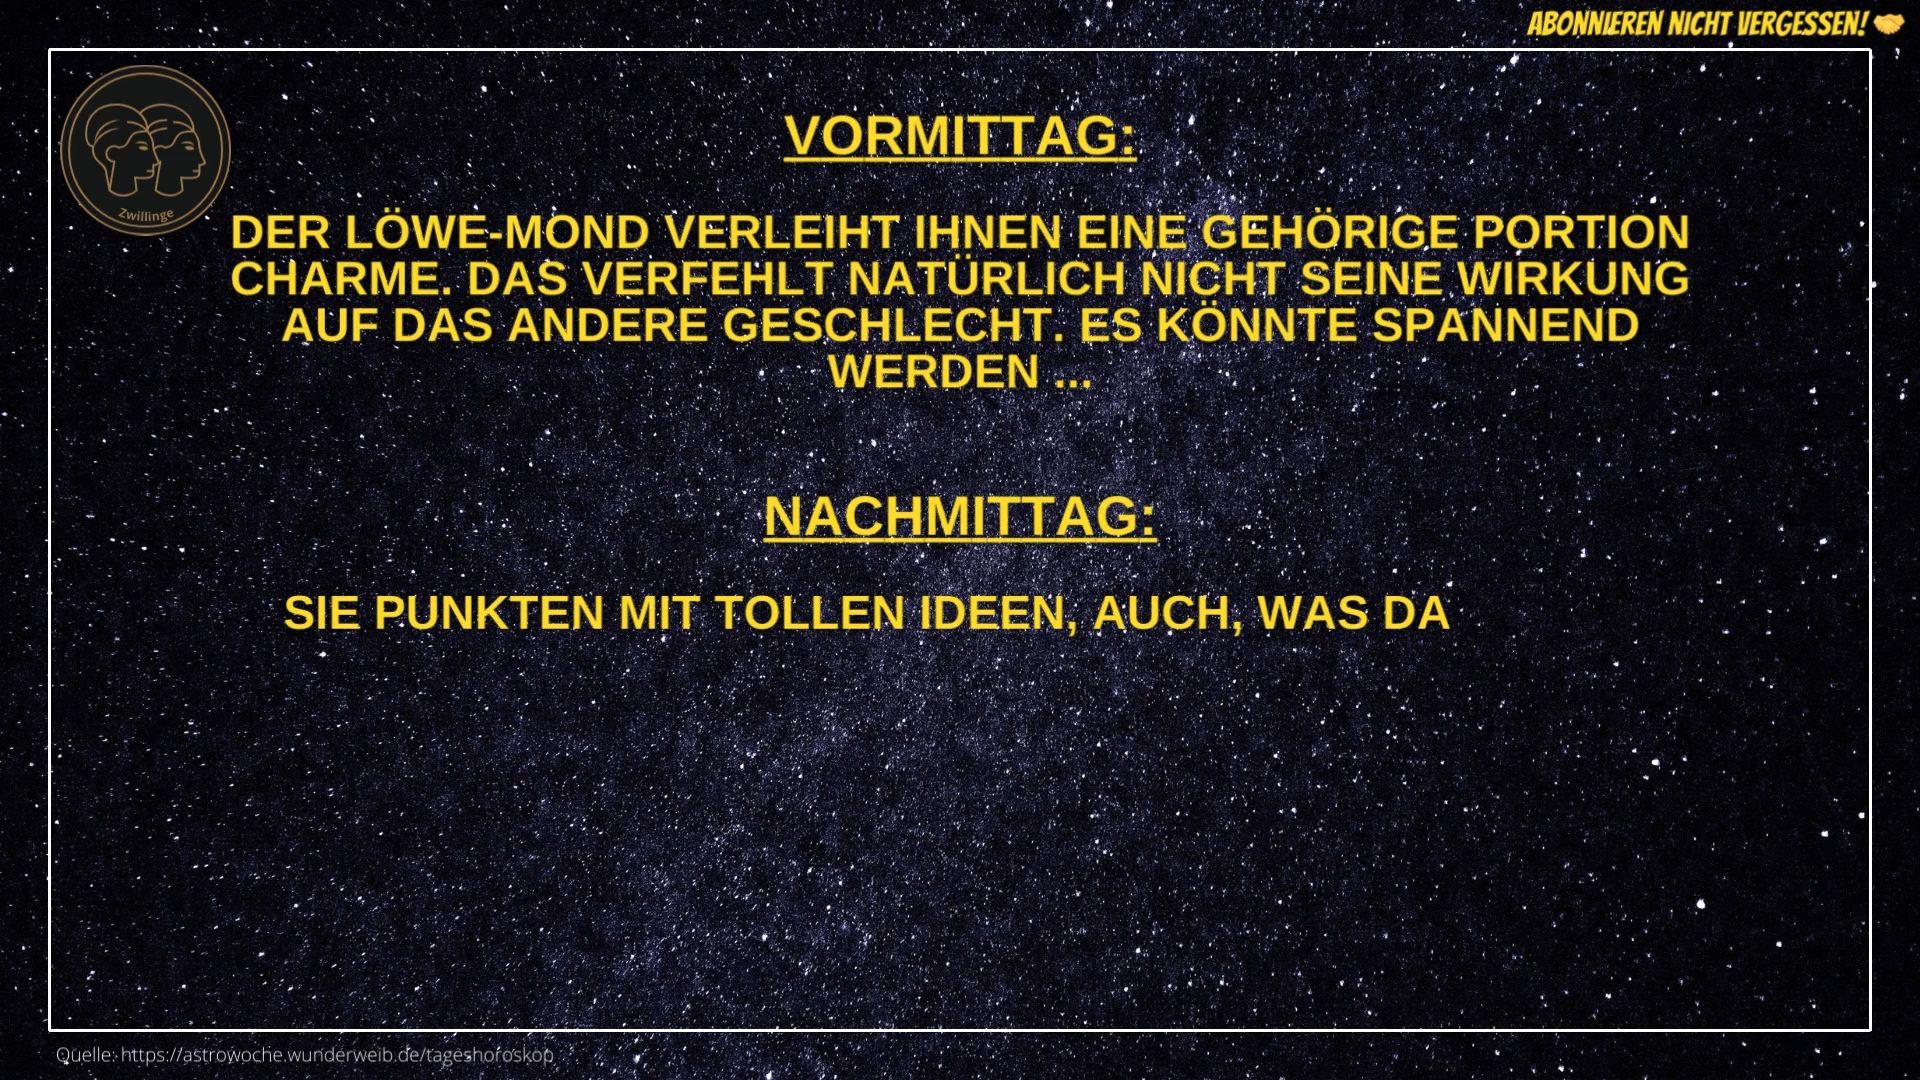 ABONNIEREN NICHT VERGESSEN!
Zwillinge
VORMITTAG:
DER LÖWE-MOND VERLEIHT IHNEN EINE GEHÖRIGE PORTION
CHARME. DAS VERFEHLT NATÜRLICH NICHT SEINE WIRKUNG
AUF DAS ANDERE GESCHLECHT. ES KÖNNTE SPANNEND
WERDEN ...
NACHMITTAG:
SIE PUNKTEN MIT TOLLEN IDEEN, AUCH, WAS DA
Quelle: https://astrowoche.wunderweib.de/tageshoroskop